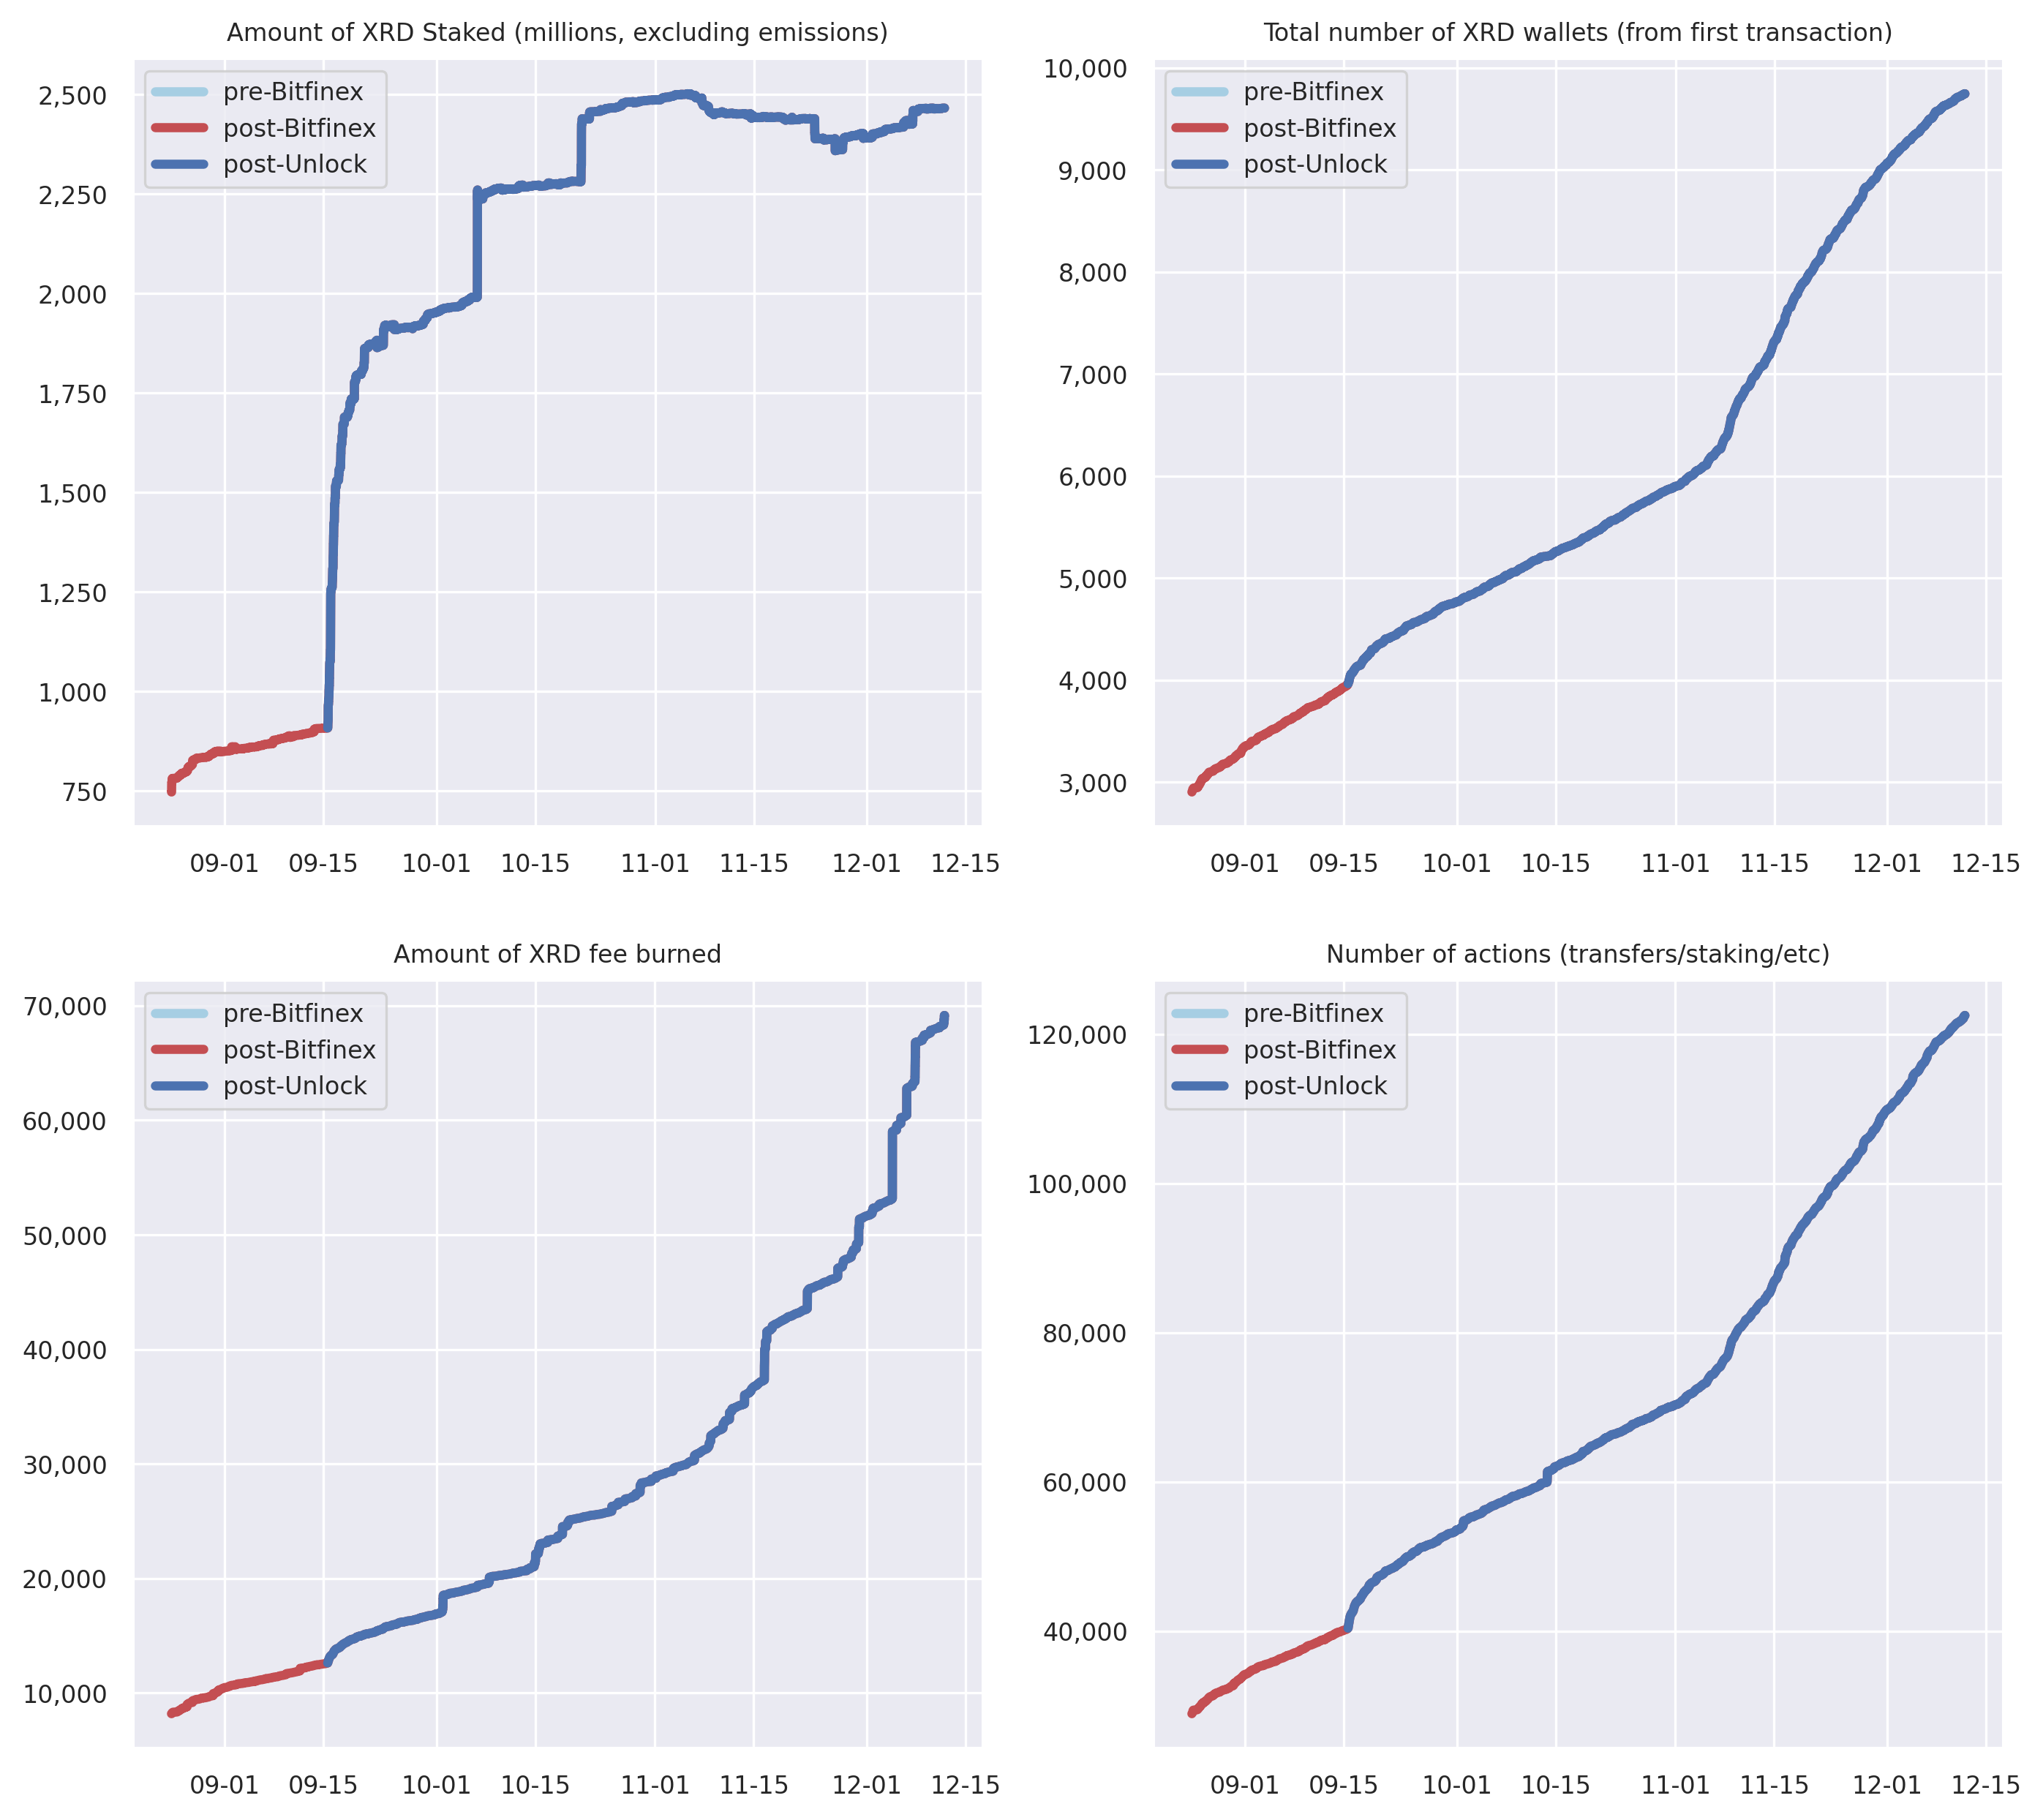 Amount of XRD Staked (millions, excluding emissions)
2,500
2,250
2,000
1,750
1,500
1,250
1,000
750
pre-Bitfinex
post-Bitfinex
post-Unlock
09-01 09-15 10-01 10-15 11-01 11-15 12-01 12-15
Total number of XRD wallets (from first transaction)
10,000
9,000
8,000
7,000
6,000
5,000
4,000
3,000
pre-Bitfinex
post-Bitfinex
post-Unlock
09-01 09-15 10-01 10-15 11-01 11-15 12-01 12-15
Amount of XRD fee burned
70,000
60,000
50,000
40,000
30,000
20,000
10,000
pre-Bitfinex
post-Bitfinex
post-Unlock
09-01 09-15 10-01 10-15 11-01 11-15 12-01 12-15
Number of actions (transfers/staking/etc)
120,000
100,000
80,000
60,000
40,000
pre-Bitfinex
post-Bitfinex
post-Unlock
09-01 09-15 10-01 10-15 11-01 11-15 12-01 12-15